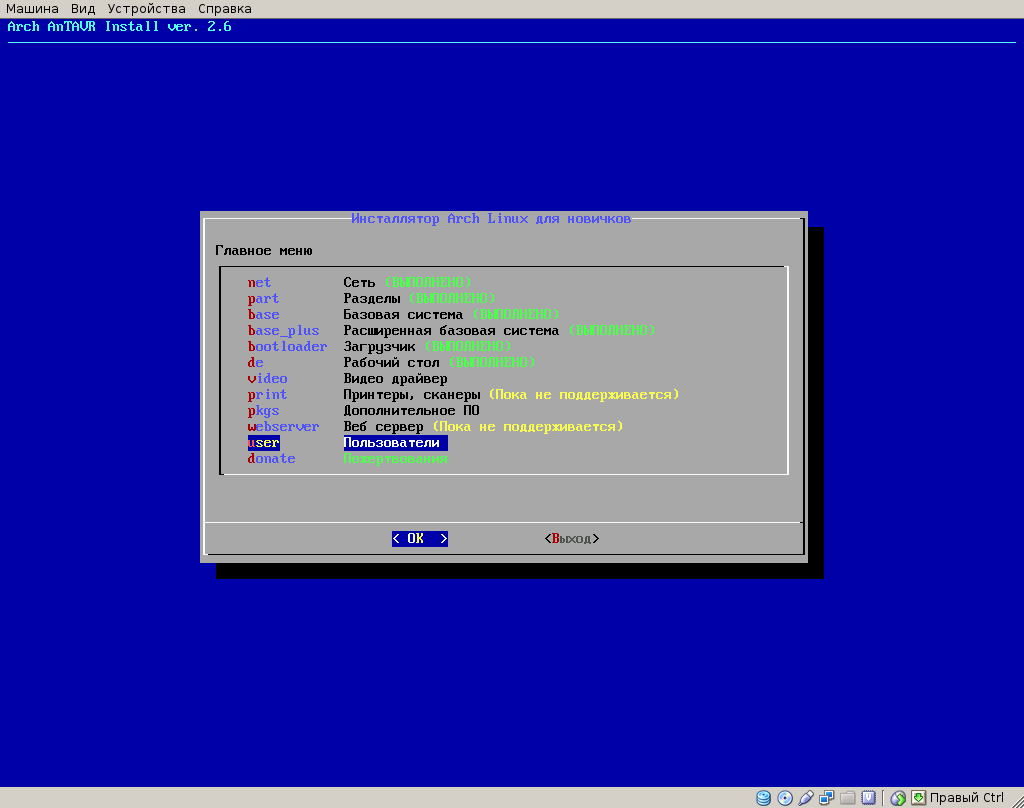 Машина Вид Устройства Справка
Arch AnTAVR Install ver. 2.6
Инсталлятор Arch Linux для новичков
Главное меню
net Сеть (ВЫПОЛНЕНО)
part Разделы (ВЫПОЛНЕНО)
base Базовая система (ВЫПОЛНЕНО)
base_plus Расширенная базовая система (ВЫПОЛНЕНО)
bootloader Загрузчик (ВЫПОЛНЕНО)
de Рабочий стол (ВЫПОЛНЕНО)
video Видео драйвер
print Принтеры, сканеры (Пока не поддерживается)
pkgs Дополнительное ПО
webserver Веб сервер (Пока не поддерживается)
user Пользователи
donate Пожертвования
< OK > <Выход>
Правый Ctrl